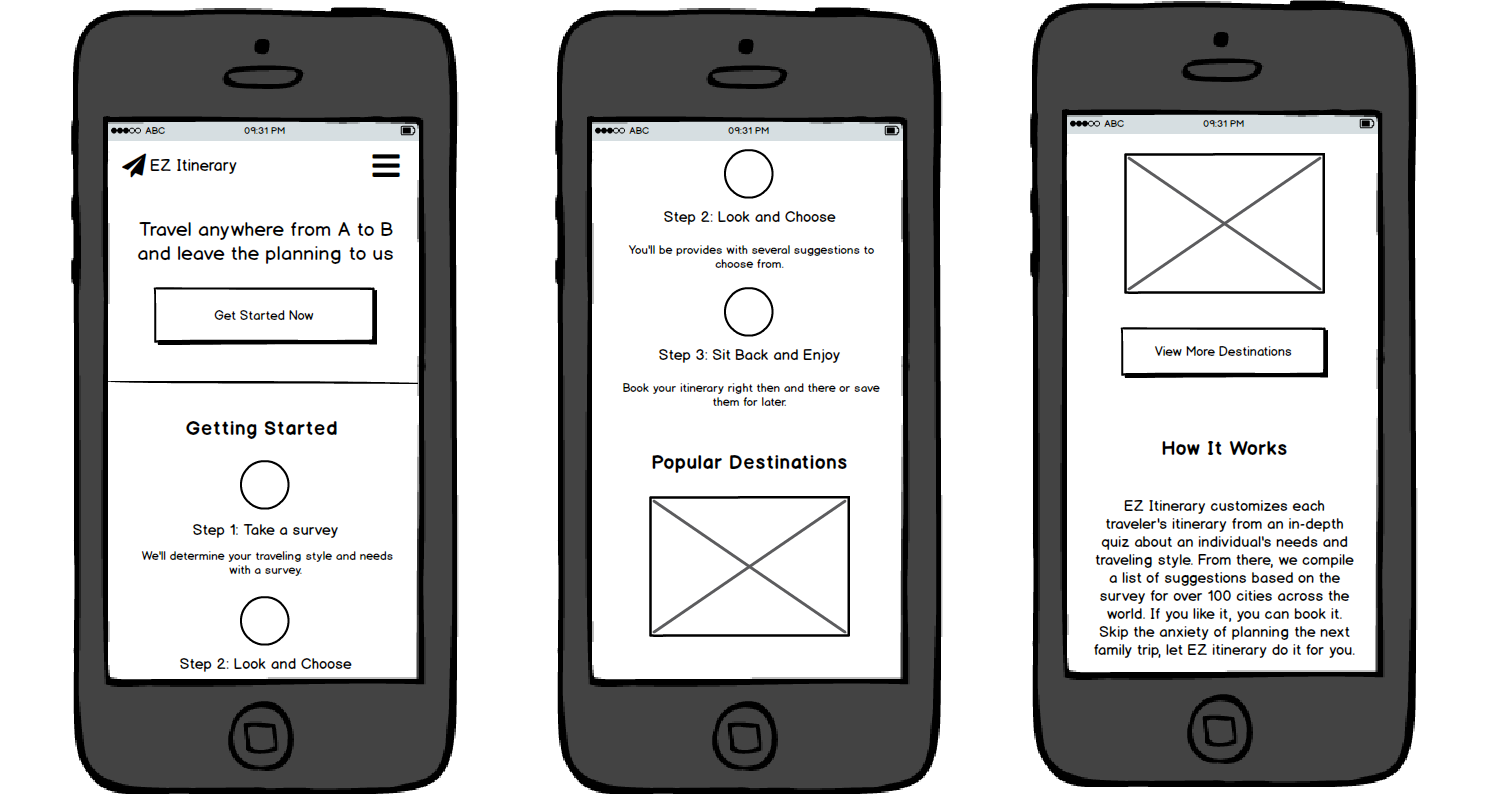 ABC 09:31 PM
EZ Itinerary
Travel anywhere from A to B
and leave the planning to us
Get Started Now
Getting Started
Step 1: Take a survey
We'll determine your traveling style and needs
with a survey.
Step 2: Look and Choose
ABC 09:31 PM
Step 2: Look and Choose
You'll be provides with several suggestions to
choose from.
Step 3: Sit Back and Enjoy
Book your itinerary right then and there or save
them for later.
Popular Destinations
ABC 09:31 PM
View More Destinations
How It Works
EZ Itinerary customizes each
traveler's itinerary from an in-depth
quiz about an individual's needs and
traveling style. From there, we compile
a list of suggestions based on the
survey for over 100 cities across the
world. If you like it, you can book it.
Skip the anxiety of planning the next
family trip, let EZ itinerary do it for you.